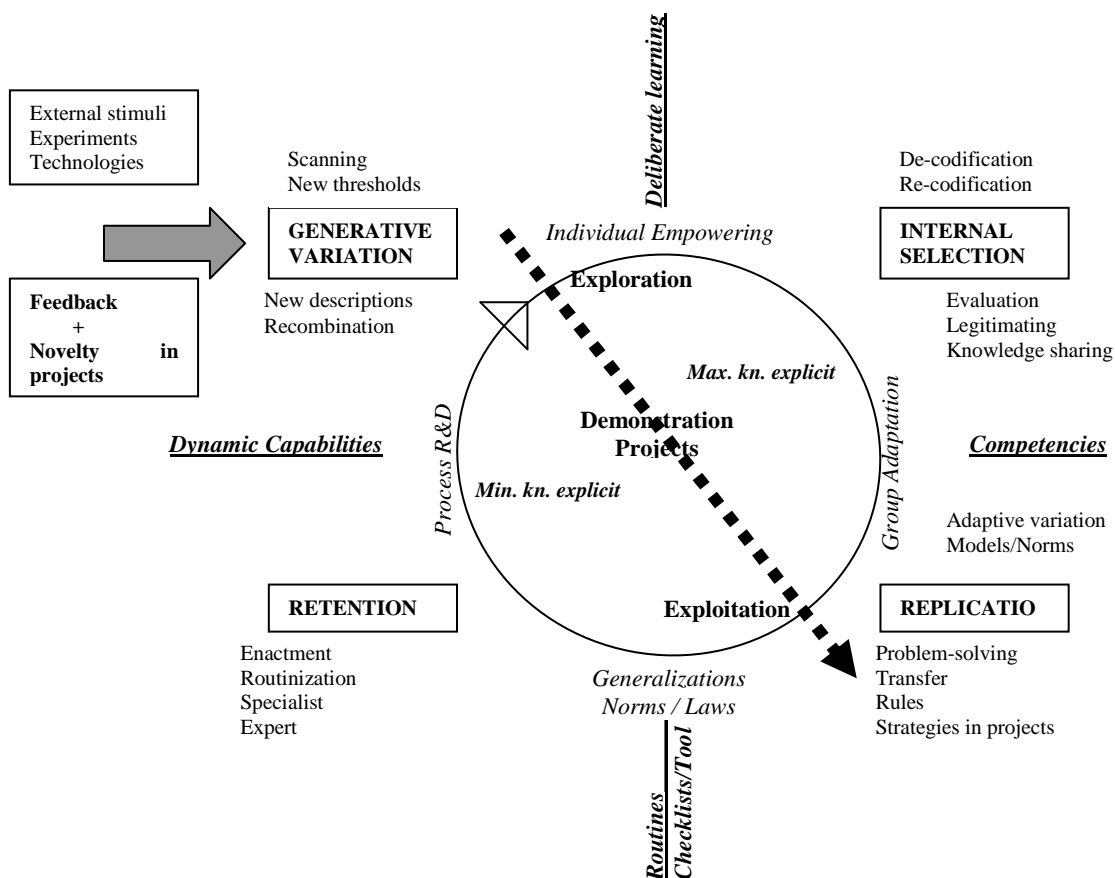 Deliberate learning
External stimuli
Experiments
Technologies
Scanning
New thresholds
De-codification
Re-codification
GENERATIVE
VARIATION
Individual Empowering
INTERNAL
SELECTION
Exploration
Feedback
+
Novelty in
projects
New descriptions
Recombination
Evaluation
Legitimating
Knowledge sharing
Max. kn. explicit
Demonstration
Projects
Dynamic Capabilities
Process R&D
Group Adaptation
Competencies
Min. kn. explicit
Adaptive variation
Models/Norms
RETENTION
Exploitation
REPLICATIO
Enactment
Routinization
Specialist
Expert
Generalizations
Norms / Laws
Problem-solving
Transfer
Rules
Strategies in projects
Routines
Checklists/Tool